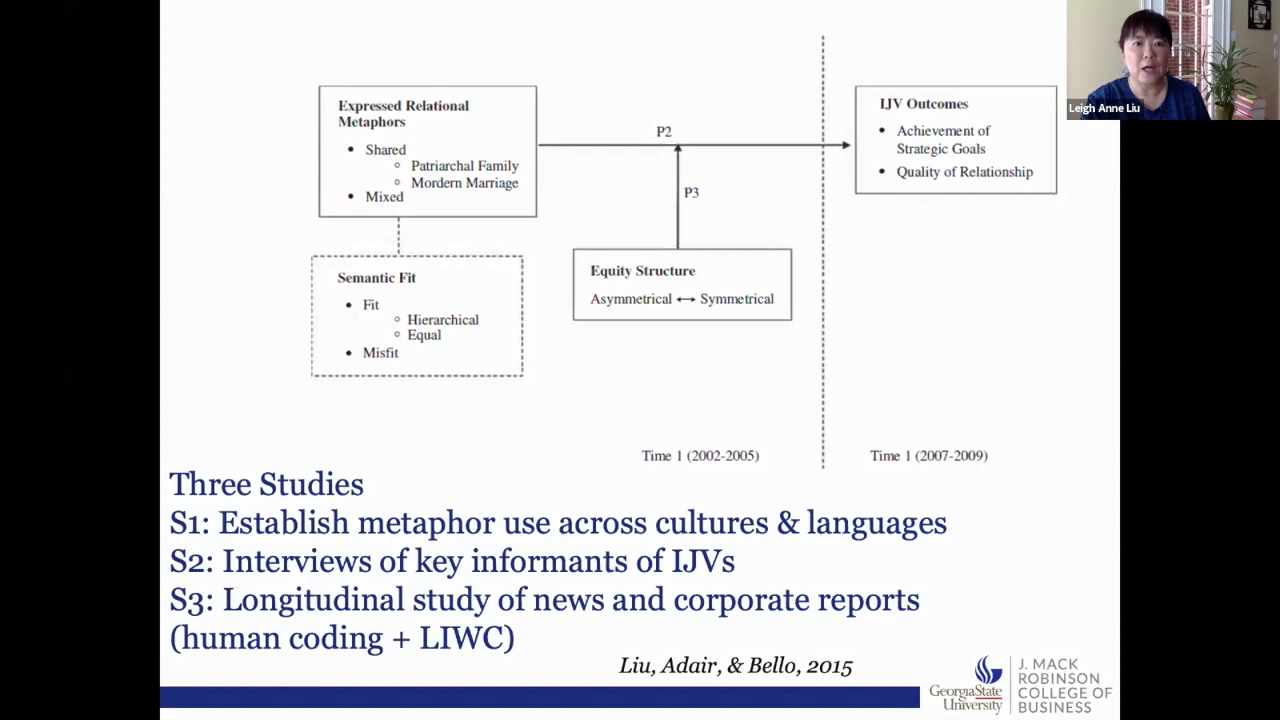 Leigh Anne Liu
Expressed Relational
Metaphors
• Shared
○ Patriarchal Family
○ Mordern Marriage
• Mixed
P2
P3
IJV Outcomes
• Achievement of
Strategic Goals
• Quality of Relationship
Semantic Fit
• Fit
○ Hierarchical
○ Equal
• Misfit
Equity Structure
Asymmetrical ↔ Symmetrical
Time 1 (2002-2005)
Time 1 (2007-2009)
Three Studies
S1: Establish metaphor use across cultures & languages
S2: Interviews of key informants of IJVs
S3: Longitudinal study of news and corporate reports
(human coding + LIWC)
Liu, Adair, & Bello, 2015
GeorgiaState
University
J. MACK
ROBINSON
COLLEGE OF
BUSINESS